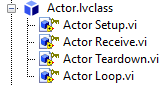 Actor.lvclass
Actor Setup.vi
Actor Receive.vi
Actor Teardown.vi
Actor Loop.vi